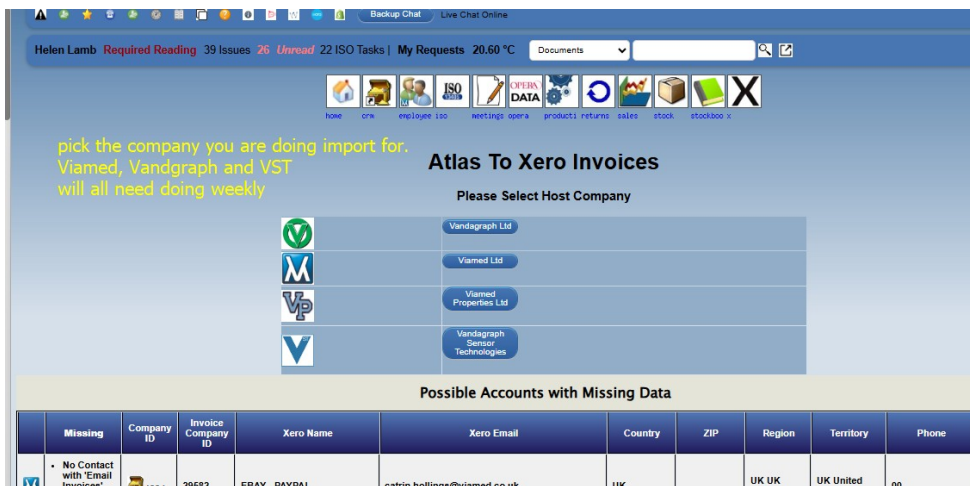 Backup Chat Live Chat Online
Helen Lamb Required Reading 39 Issues 26 Unread 22 ISO Tasks | My Requests 20.60 °C Documents
ISO
OPERA
DATA
home crm employee iso meetings opera producti returns sales stock stockboo x
pick the company you are doing import for.
Viamed, Vandgraph and VST
will all need doing weekly
Atlas To Xero Invoices
Please Select Host Company
Vandagraph Ltd
Viamed Ltd
VP
Viamed
Properties Ltd
Vandagraph
Sensor
Technologies
Possible Accounts with Missing Data
Missing Company ID Invoice Company ID Xero Name Xero Email Country ZIP Region Territory Phone
• No Contact
with 'Email
Invoices'
29582 EBAY PAYPAL catrin.hollings@viamed.co.uk UK UK UK UK United 00